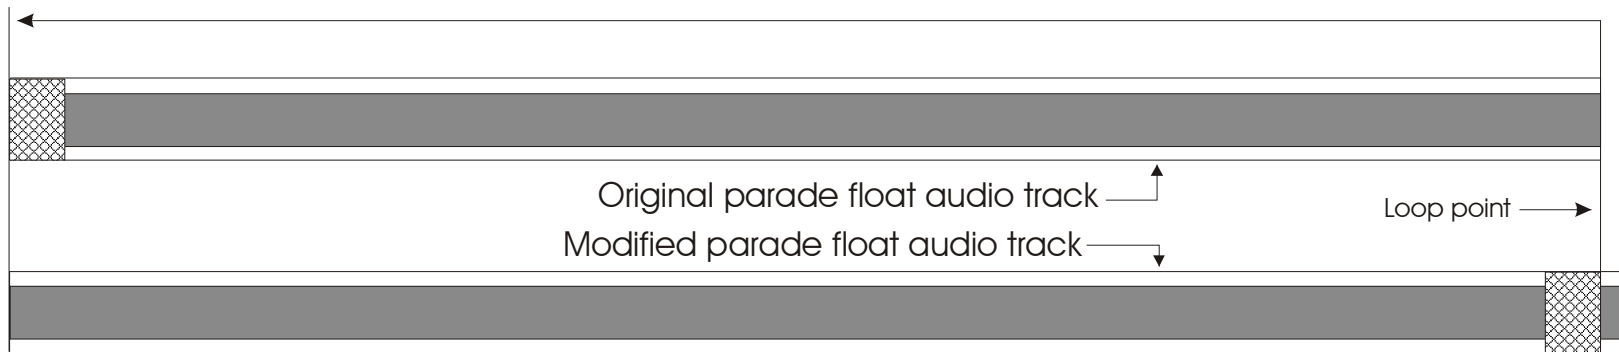 Original parade float audio track
Loop point
Modified parade float audio track